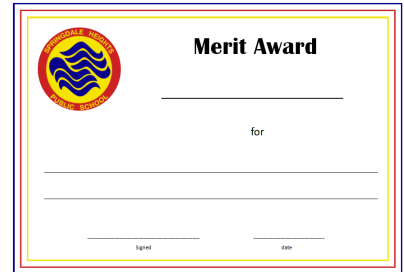 SPRINGDALE HEIGHTS
PUBLIC SCHOOL
Merit Award
for
Signed
date